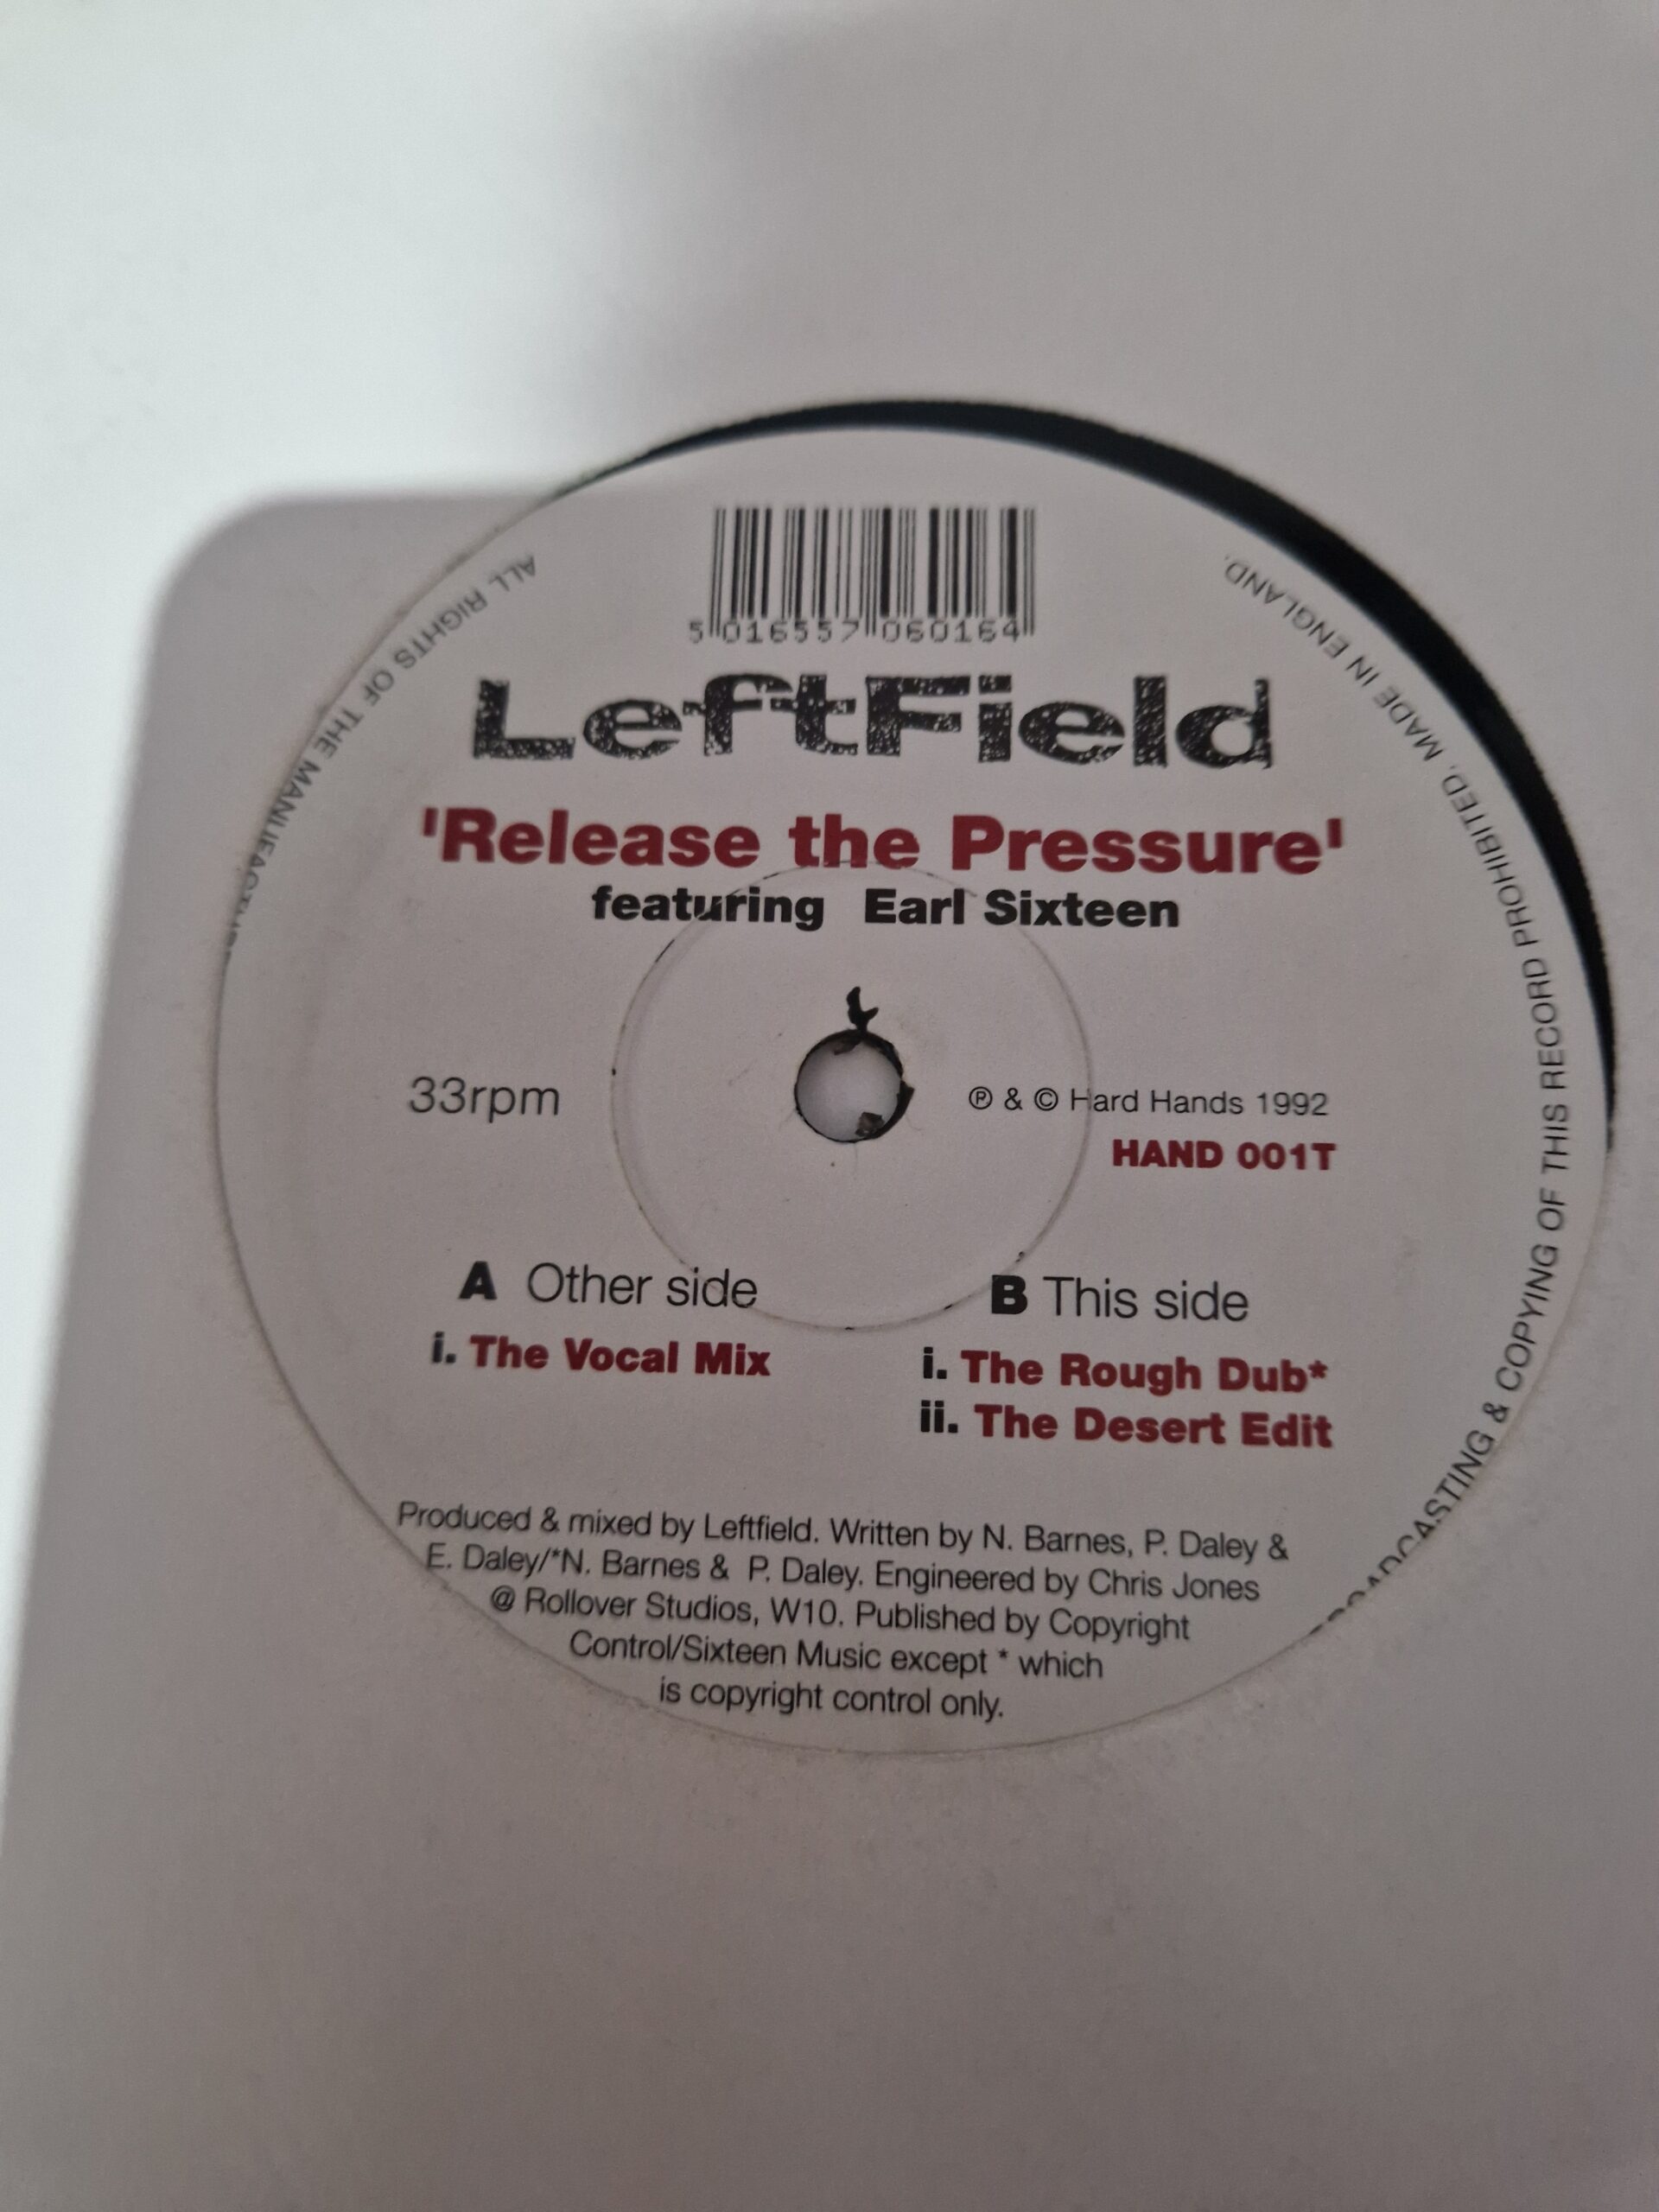 5 016557 060164
LeftField
'Release the Pressure'
featuring Earl Sixteen
33rpm
℗ & © Hard Hands 1992
HAND 001T
A Other side
i. The Vocal Mix
B This side
i. The Rough Dub*
ii. The Desert Edit
Produced & mixed by Leftfield. Written by N. Barnes, P. Daley &
E. Daley/*N. Barnes & P. Daley. Engineered by Chris Jones
@ Rollover Studios, W10. Published by Copyright
Control/Sixteen Music except * which
is copyright control only.
ALL RIGHTS OF THE
& COPYING OF THIS RECORD PROHIBITED. MADE IN ENGLAND.